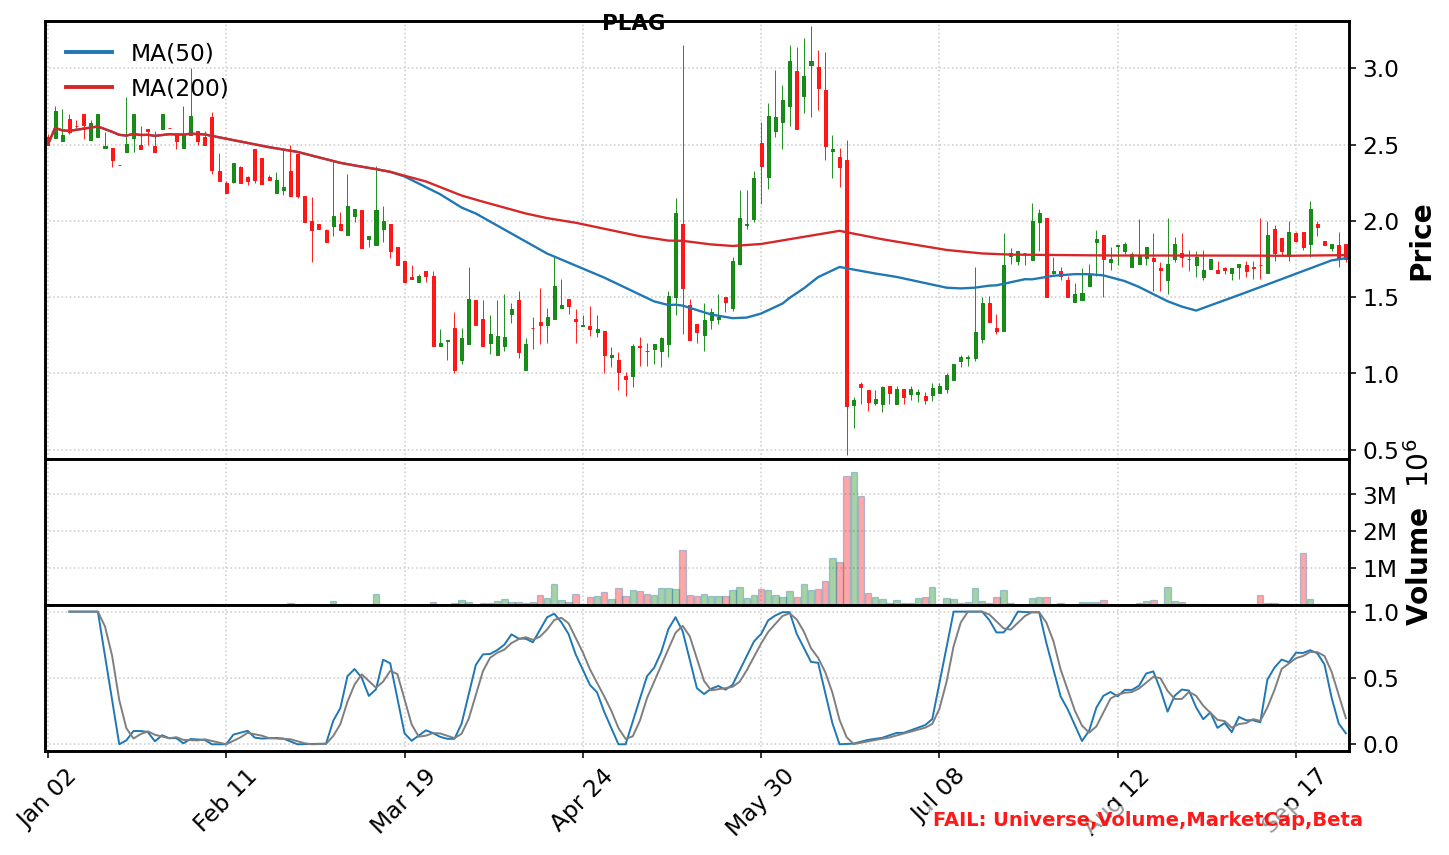 PLAG
MA(50)
MA(200)
3.0
2.5
2.0
1.5
1.0
0.5
Price
3M
2M
1M
Volume 10^6
1.0
0.5
0.0
Jan 02
Feb 11
Mar 19
Apr 24
May 30
Jul 08
Aug 12
Sep 17
FAIL: Universe,Volume,MarketCap,Beta